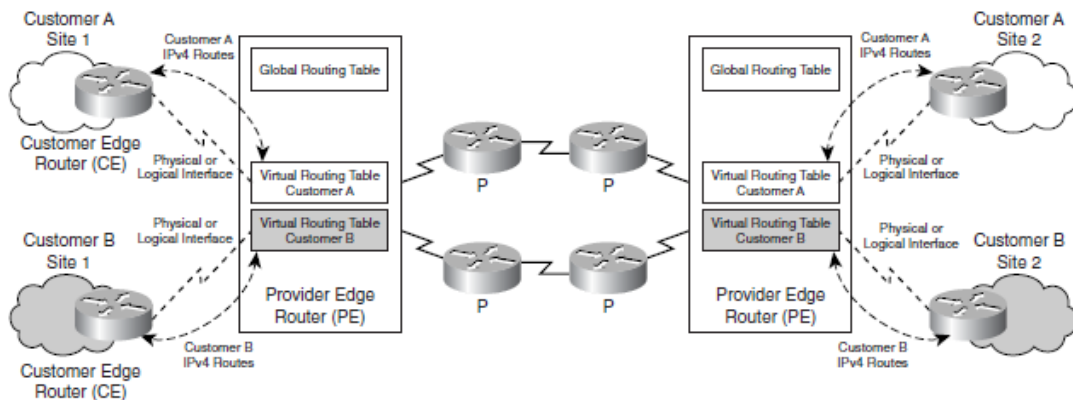 Customer A
Site 1
Customer A
IPv4 Routes
Customer Edge
Router (CE)
Physical or
Logical Interface
Physical or
Logical Interface
Customer B
Site 1
Customer B
IPv4 Routes
Customer Edge
Router (CE)
Global Routing Table
Virtual Routing Table
Customer A
Virtual Routing Table
Customer B
Provider Edge
Router (PE)
P
P
P
P
Global Routing Table
Virtual Routing Table
Customer A
Virtual Routing Table
Customer B
Provider Edge
Router (PE)
Customer A
IPv4 Routes
Customer A
Site 2
Physical or
Logical Interface
Physical or
Logical Interface
Customer B
Site 2
Customer B
IPv4 Routes